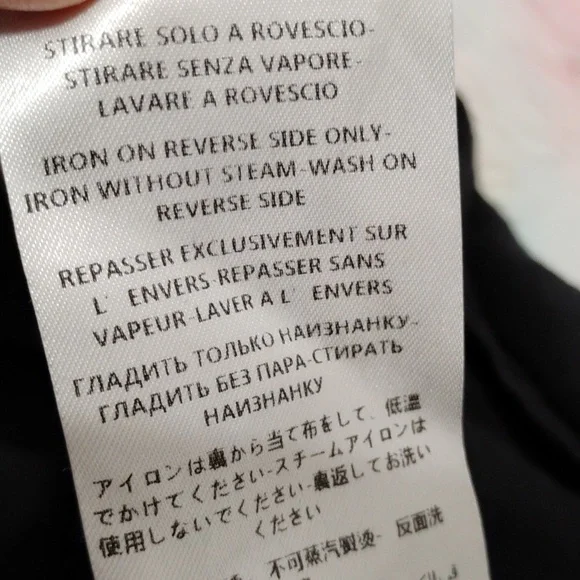 STIRARE SOLO A ROVESCIO-
STIRARE SENZA VAPORE-
LAVARE A ROVESCIO
IRON ON REVERSE SIDE ONLY-
IRON WITHOUT STEAM-WASH ON
REVERSE SIDE
REPASSER EXCLUSIVEMENT SUR
L' ENVERS-REPASSER SANS
VAPEUR-LAVER A L' ENVERS
ГЛАДИТЬ ТОЛЬКО НАИЗНАНКУ-
ГЛАДИТЬ БЕЗ ПАРА-СТИРАТЬ
НАИЗНАНКУ
アイロンは裏から当て布をして、低温
でかけてください-スチームアイロンは
使用しないでください-裏返してお洗い
ください
不可蒸汽熨烫- 反面洗